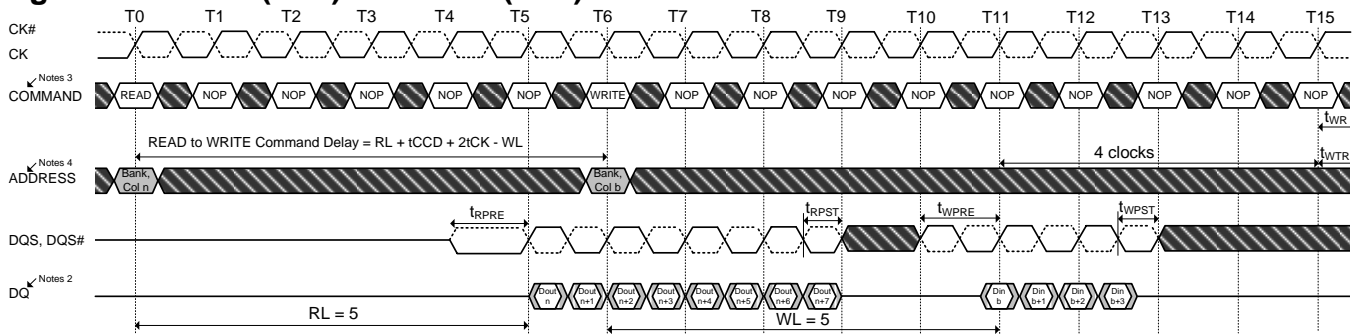 T0 T1 T2 T3 T4 T5 T6 T7 T8 T9 T10 T11 T12 T13 T14 T15
CK#
CK
Notes 3
COMMAND READ NOP NOP NOP NOP NOP WRITE NOP NOP NOP NOP NOP NOP NOP NOP NOP
tWR
READ to WRITE Command Delay = RL + tCCD + 2tCK - WL
4 clocks
tWTR
Notes 4
ADDRESS
Bank, Col n
Bank, Col b
tRPRE tRPST tWPRE tWPST
DQS, DQS#
Notes 2
DQ
Dout n Dout n+1 Dout n+2 Dout n+3 Dout n+4 Dout n+5 Dout n+6 Dout n+7 Din b Din b+1 Din b+2 Din b+3
RL = 5 WL = 5